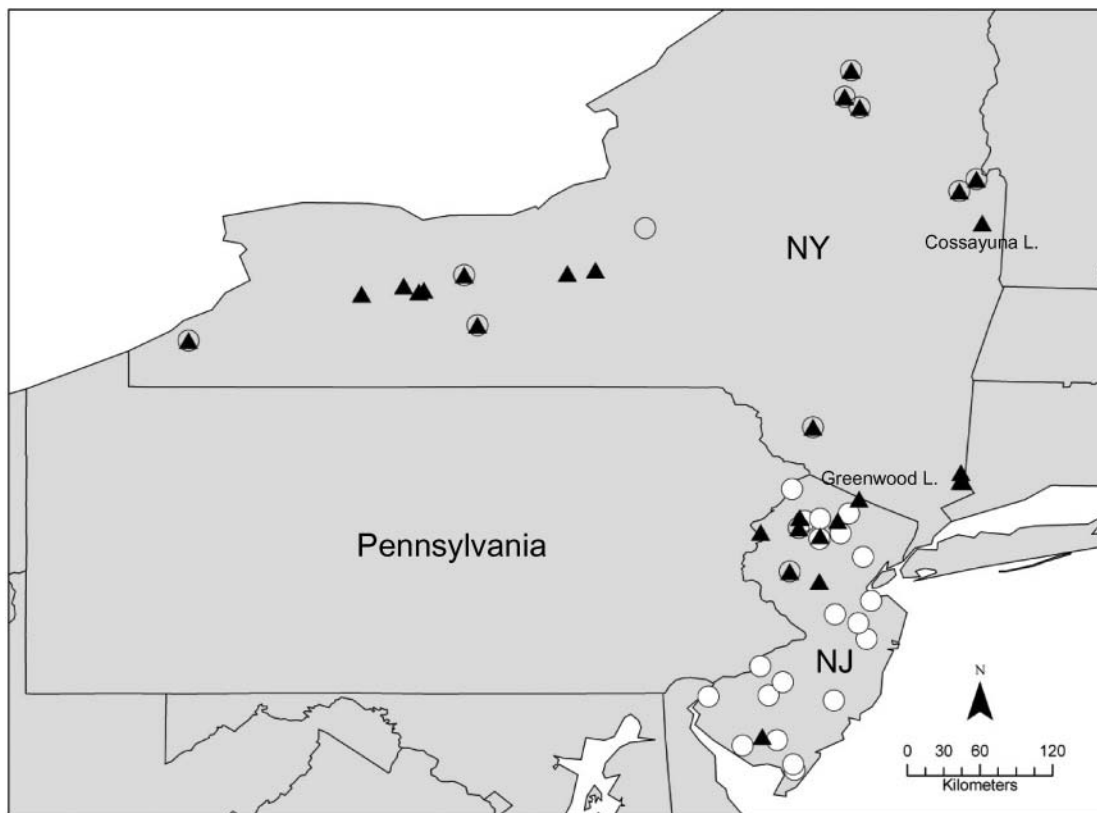 NY
Cossayuna L.
Greenwood L.
Pennsylvania
NJ
N
0 30 60 120
Kilometers